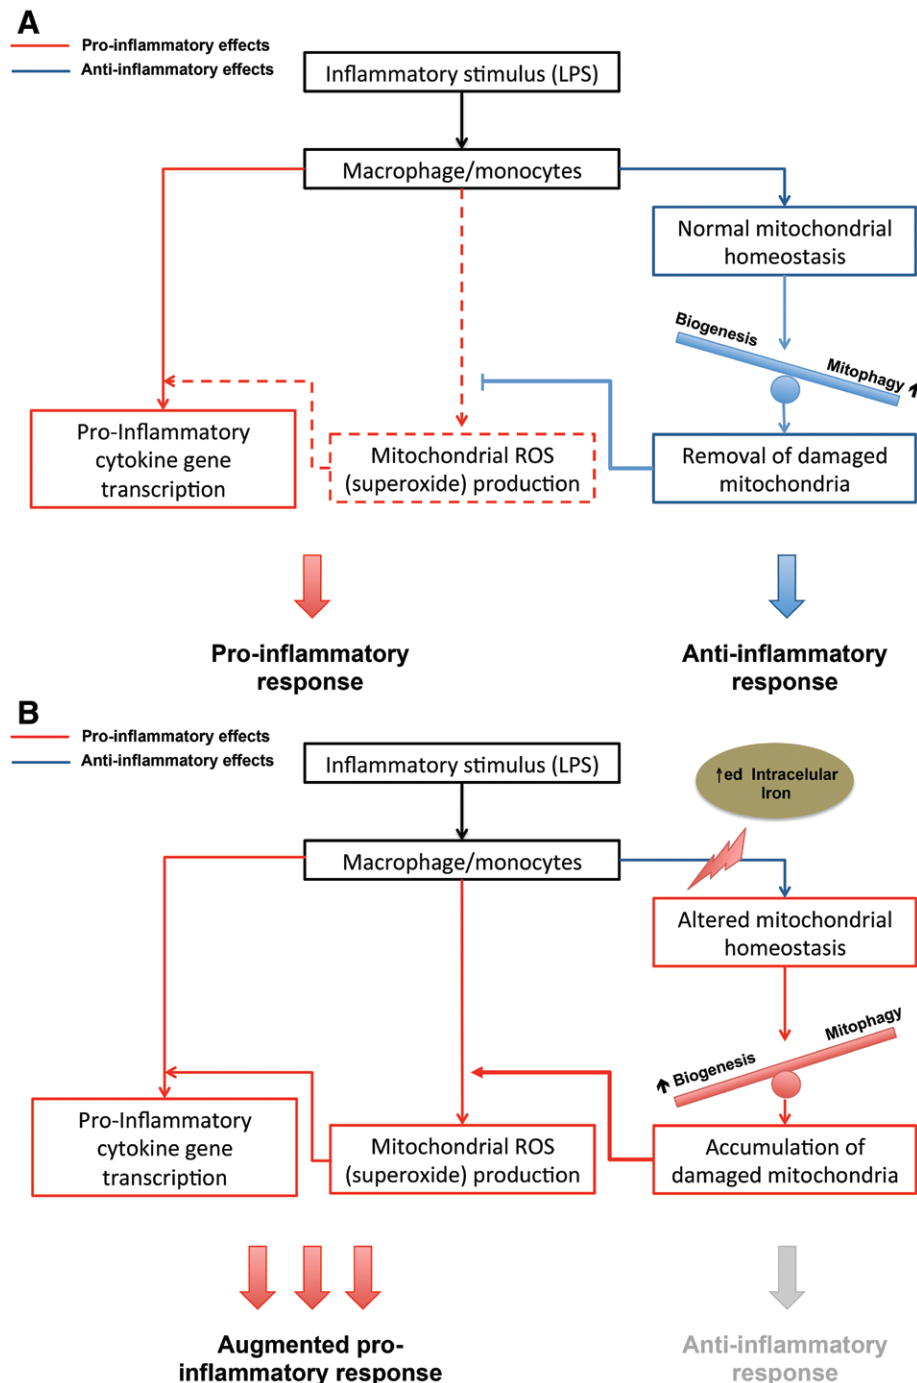 A
Pro-inflammatory effects
Anti-inflammatory effects
Inflammatory stimulus (LPS)
Macrophage/monocytes
Normal mitochondrial
homeostasis
Biogenesis
Mitophagy
Pro-Inflammatory
cytokine gene
transcription
Mitochondrial ROS
(superoxide) production
Removal of damaged
mitochondria
Pro-inflammatory
response
Anti-inflammatory
response
B
Pro-inflammatory effects
Anti-inflammatory effects
Inflammatory stimulus (LPS)
↑ed Intracelular
Iron
Macrophage/monocytes
Altered mitochondrial
homeostasis
Mitophagy
Biogenesis
Pro-Inflammatory
cytokine gene
transcription
Mitochondrial ROS
(superoxide) production
Accumulation of
damaged mitochondria
Augmented pro-
inflammatory response
Anti-inflammatory
response